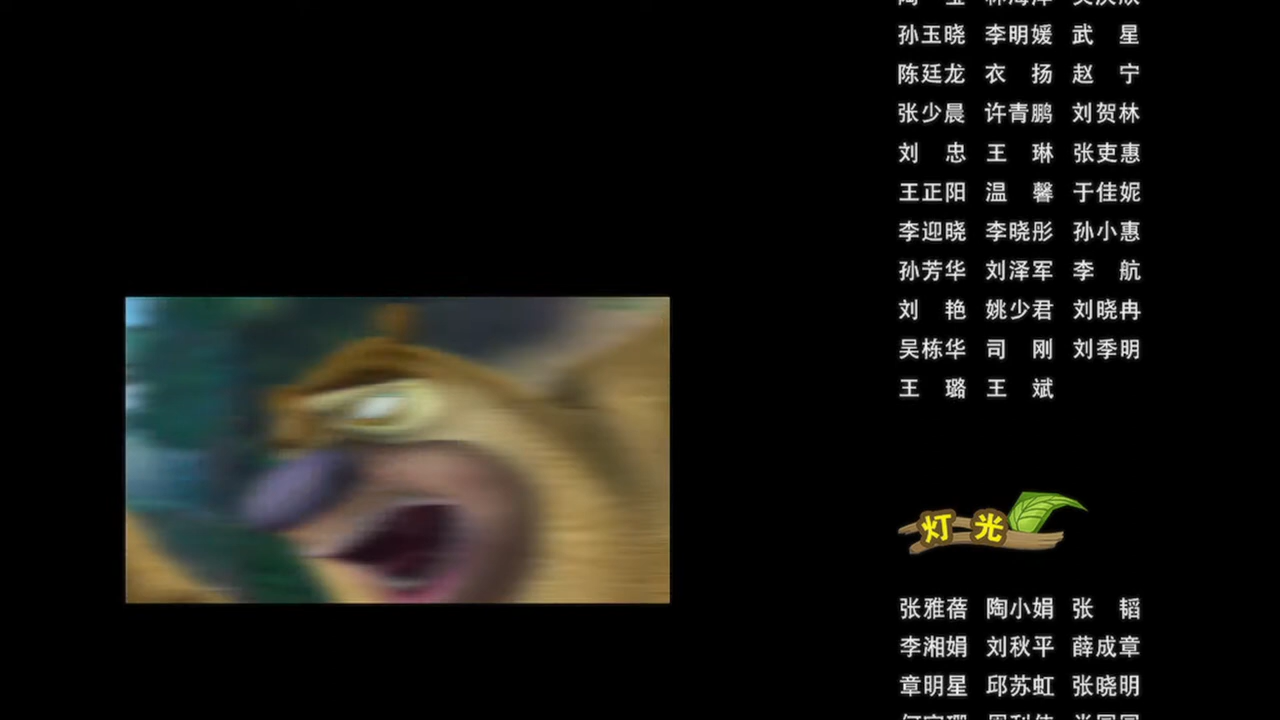 孙玉晓 李明媛 武 星
陈廷龙 衣 扬 赵 宁
张少晨 许青鹏 刘贺林
刘 忠 王 琳 张吏惠
王正阳 温 馨 于佳妮
李迎晓 李晓彤 孙小惠
孙芳华 刘泽军 李 航
刘 艳 姚少君 刘晓冉
吴栋华 司 刚 刘季明
王 璐 王 斌
灯光
张雅蓓 陶小娟 张 韬
李湘娟 刘秋平 薛成章
章明星 邱苏虹 张晓明